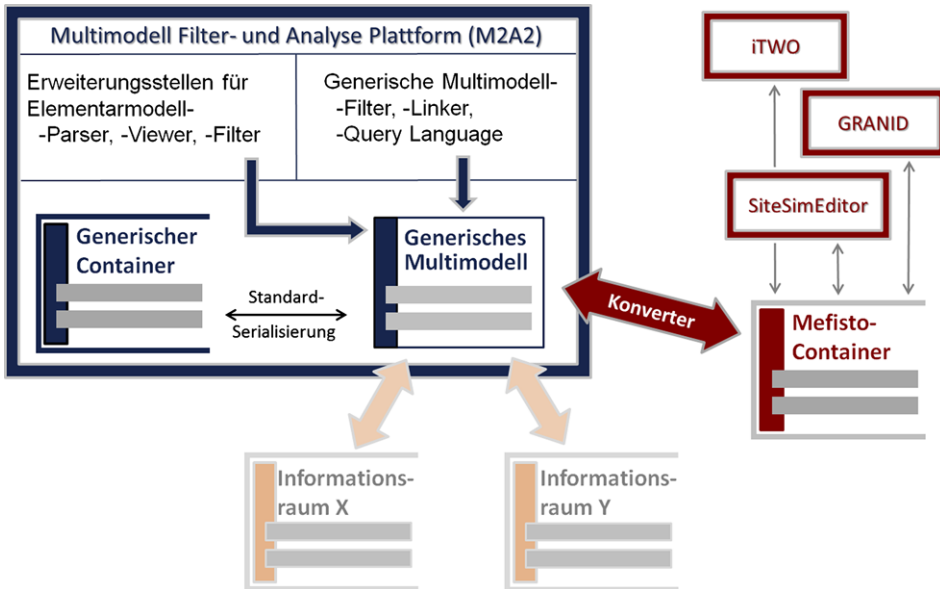 Multimodell Filter- und Analyse Plattform (M2A2)
Erweiterungsstellen für
Elementarmodell-
-Parser, -Viewer, -Filter
Generische Multimodell-
-Filter, -Linker,
-Query Language
Generischer
Container
Standard-
Serialisierung
Generisches
Multimodell
Konverter
iTWO
GRANID
SiteSimEditor
Mefisto-
Container
Informations-
raum X
Informations-
raum Y